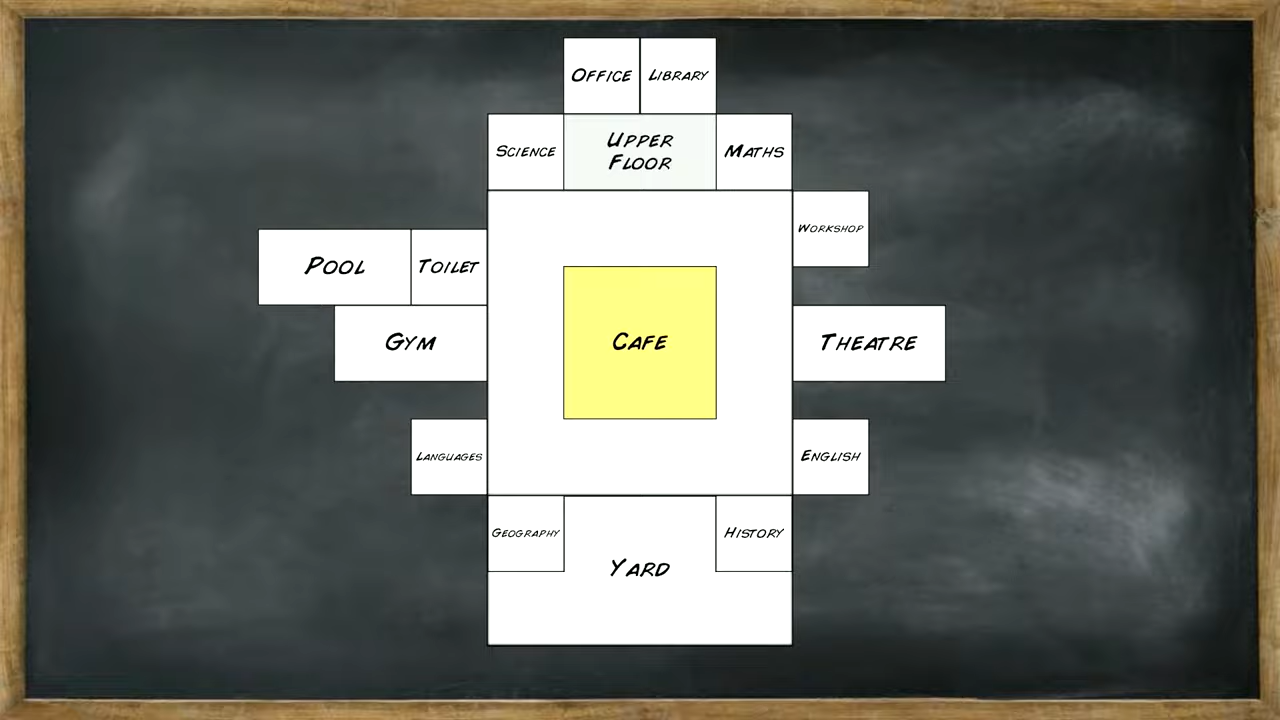 OFFICE
LIBRARY
SCIENCE
UPPER
FLOOR
MATHS
WORKSHOP
POOL
TOILET
GYM
CAFE
THEATRE
LANGUAGES
ENGLISH
GEOGRAPHY
HISTORY
YARD